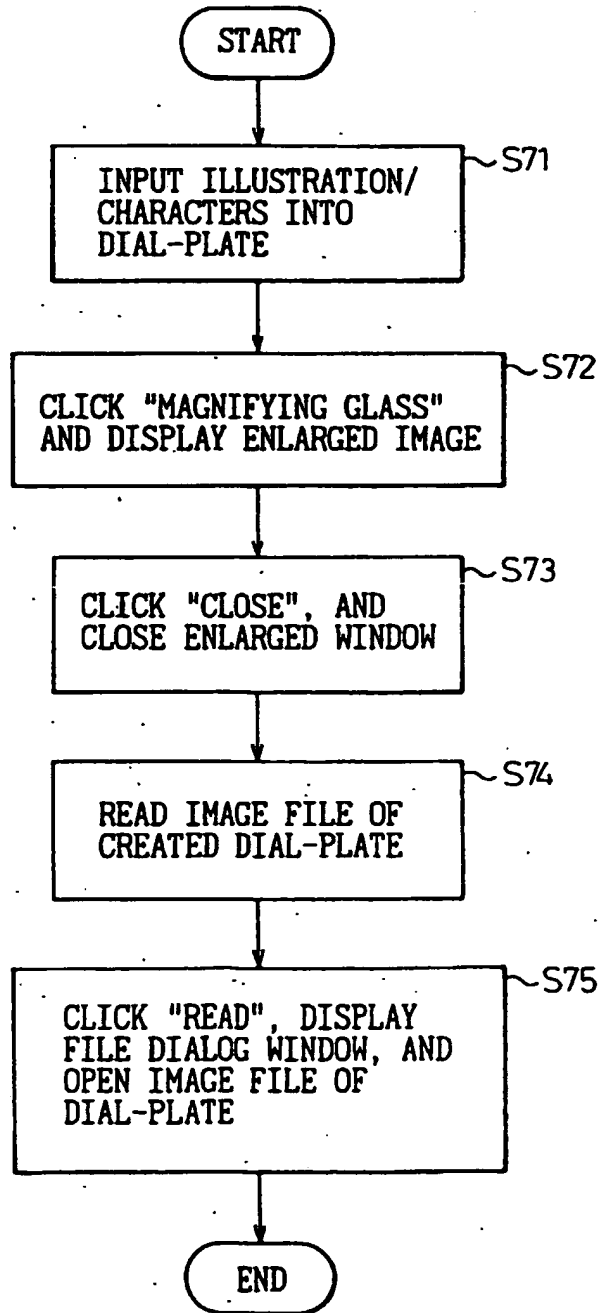 START
S71
INPUT ILLUSTRATION/
CHARACTERS INTO
DIAL-PLATE
S72
CLICK "MAGNIFYING GLASS"
AND DISPLAY ENLARGED IMAGE
S73
CLICK "CLOSE", AND
CLOSE ENLARGED WINDOW
S74
READ IMAGE FILE OF
CREATED DIAL-PLATE
S75
CLICK "READ", DISPLAY
FILE DIALOG WINDOW, AND
OPEN IMAGE FILE OF
DIAL-PLATE
END